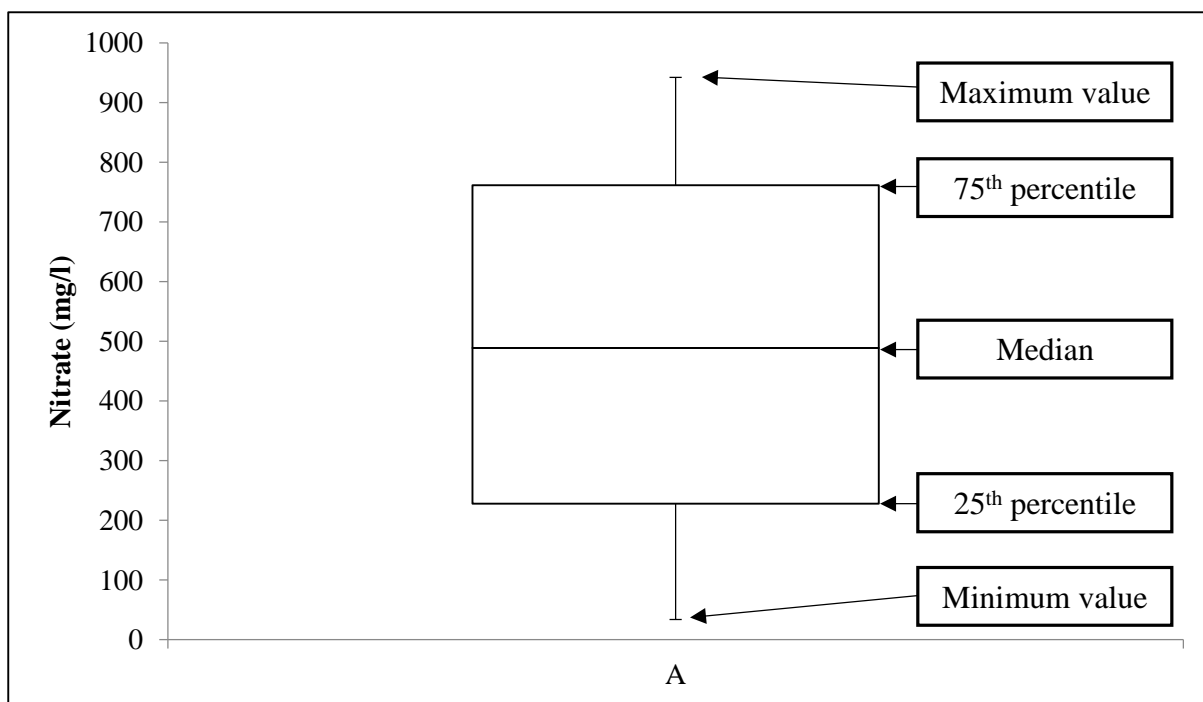 Nitrate (mg/l)
1000
900
800
700
600
500
400
300
200
100
0
A
Maximum value
75th percentile
Median
25th percentile
Minimum value